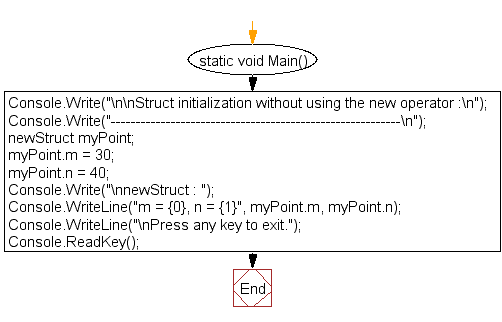 static void Main()
Console.Write("\n\nStruct initialization without using the new operator :\n");
Console.Write("----------------------------------------------------------\n");
newStruct myPoint;
myPoint.m = 30;
myPoint.n = 40;
Console.Write("\nnewStruct : ");
Console.WriteLine("m = {0}, n = {1}", myPoint.m, myPoint.n);
Console.WriteLine("\nPress any key to exit.");
Console.ReadKey();
End